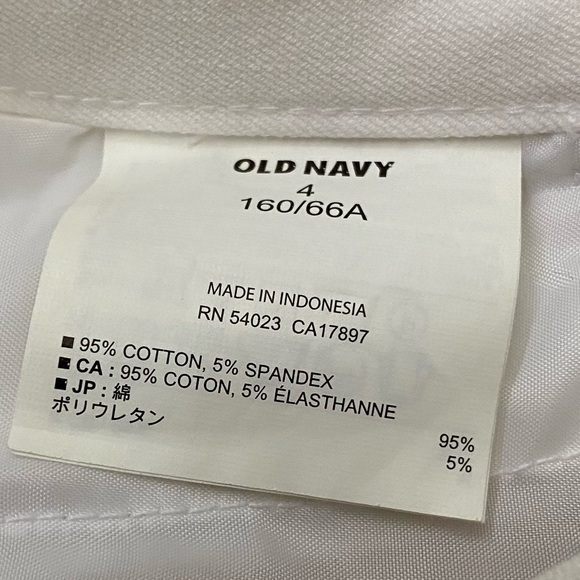 OLD NAVY
4
160/66A
MADE IN INDONESIA
RN 54023 CA17897
■ 95% COTTON, 5% SPANDEX
■ CA : 95% COTON, 5% ÉLASTHANNE
■ JP : 綿 95%
ポリウレタン 5%